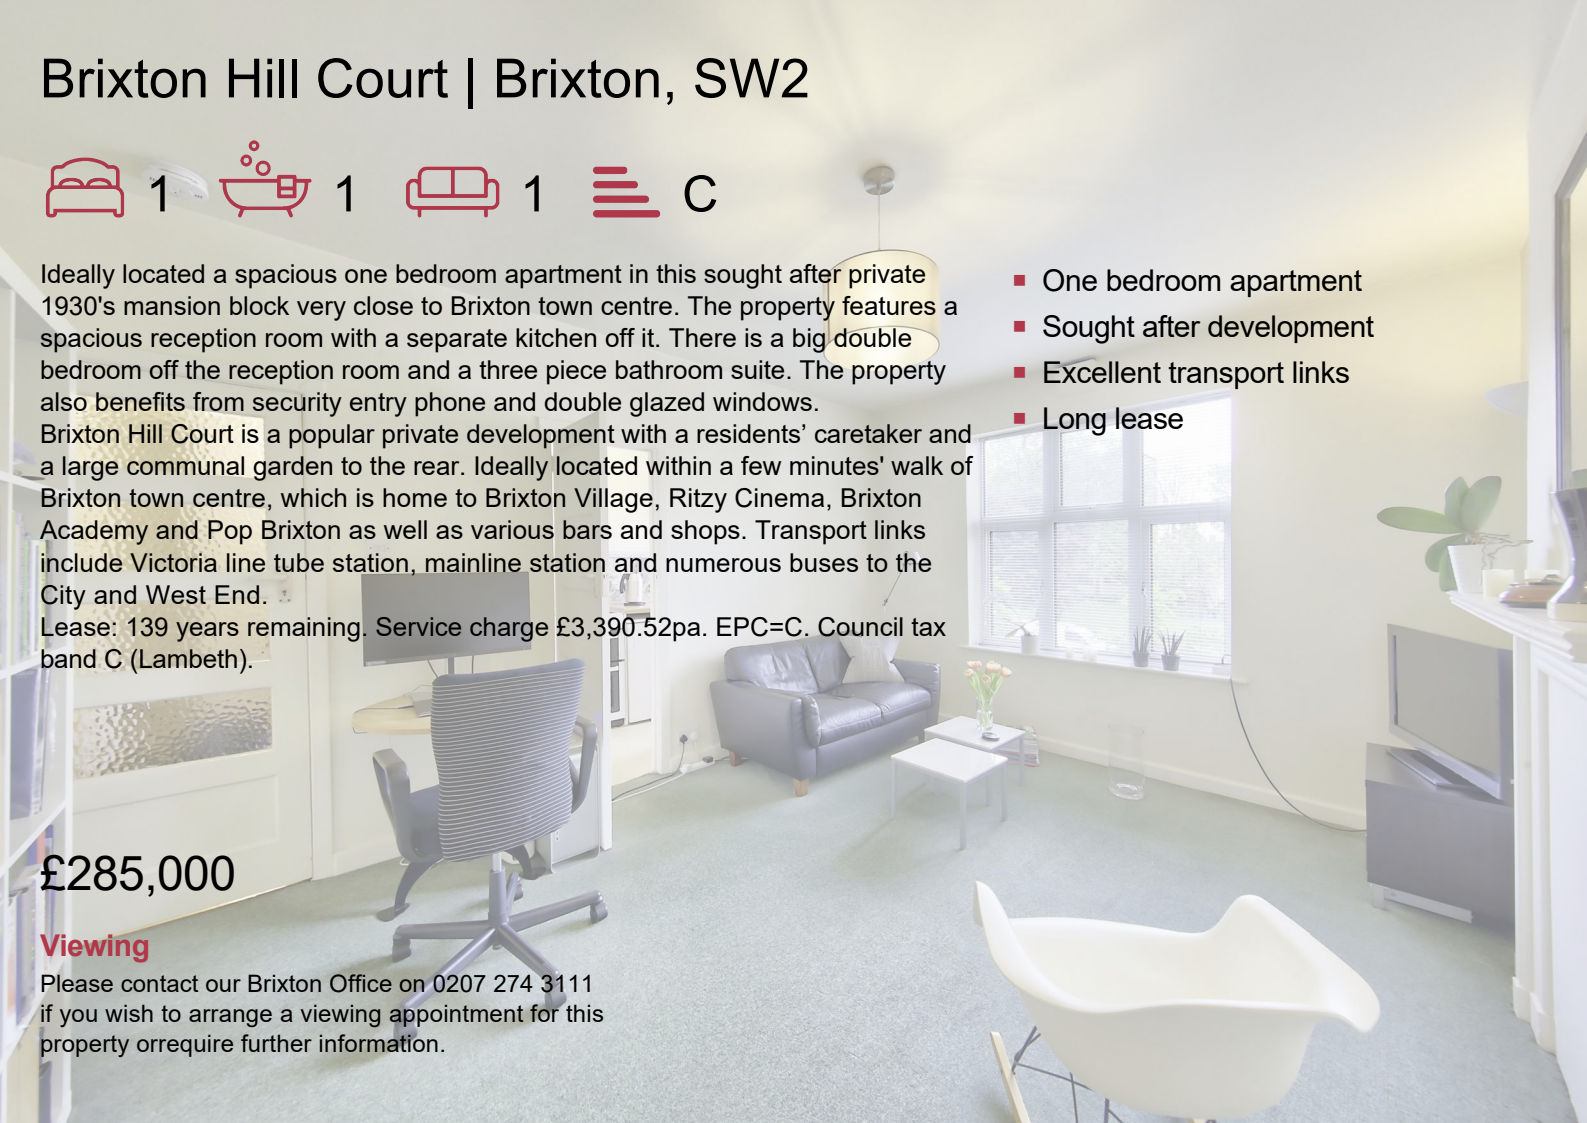 Brixton Hill Court | Brixton, SW2
1 1 1 C
Ideally located a spacious one bedroom apartment in this sought after private
1930's mansion block very close to Brixton town centre. The property features a
spacious reception room with a separate kitchen off it. There is a big double
bedroom off the reception room and a three piece bathroom suite. The property
also benefits from security entry phone and double glazed windows.
Brixton Hill Court is a popular private development with a residents’ caretaker and
a large communal garden to the rear. Ideally located within a few minutes' walk of
Brixton town centre, which is home to Brixton Village, Ritzy Cinema, Brixton
Academy and Pop Brixton as well as various bars and shops. Transport links
include Victoria line tube station, mainline station and numerous buses to the
City and West End.
Lease: 139 years remaining. Service charge £3,390.52pa. EPC=C. Council tax
band C (Lambeth).
One bedroom apartment
Sought after development
Excellent transport links
Long lease
£285,000
Viewing
Please contact our Brixton Office on 0207 274 3111
if you wish to arrange a viewing appointment for this
property orrequire further information.